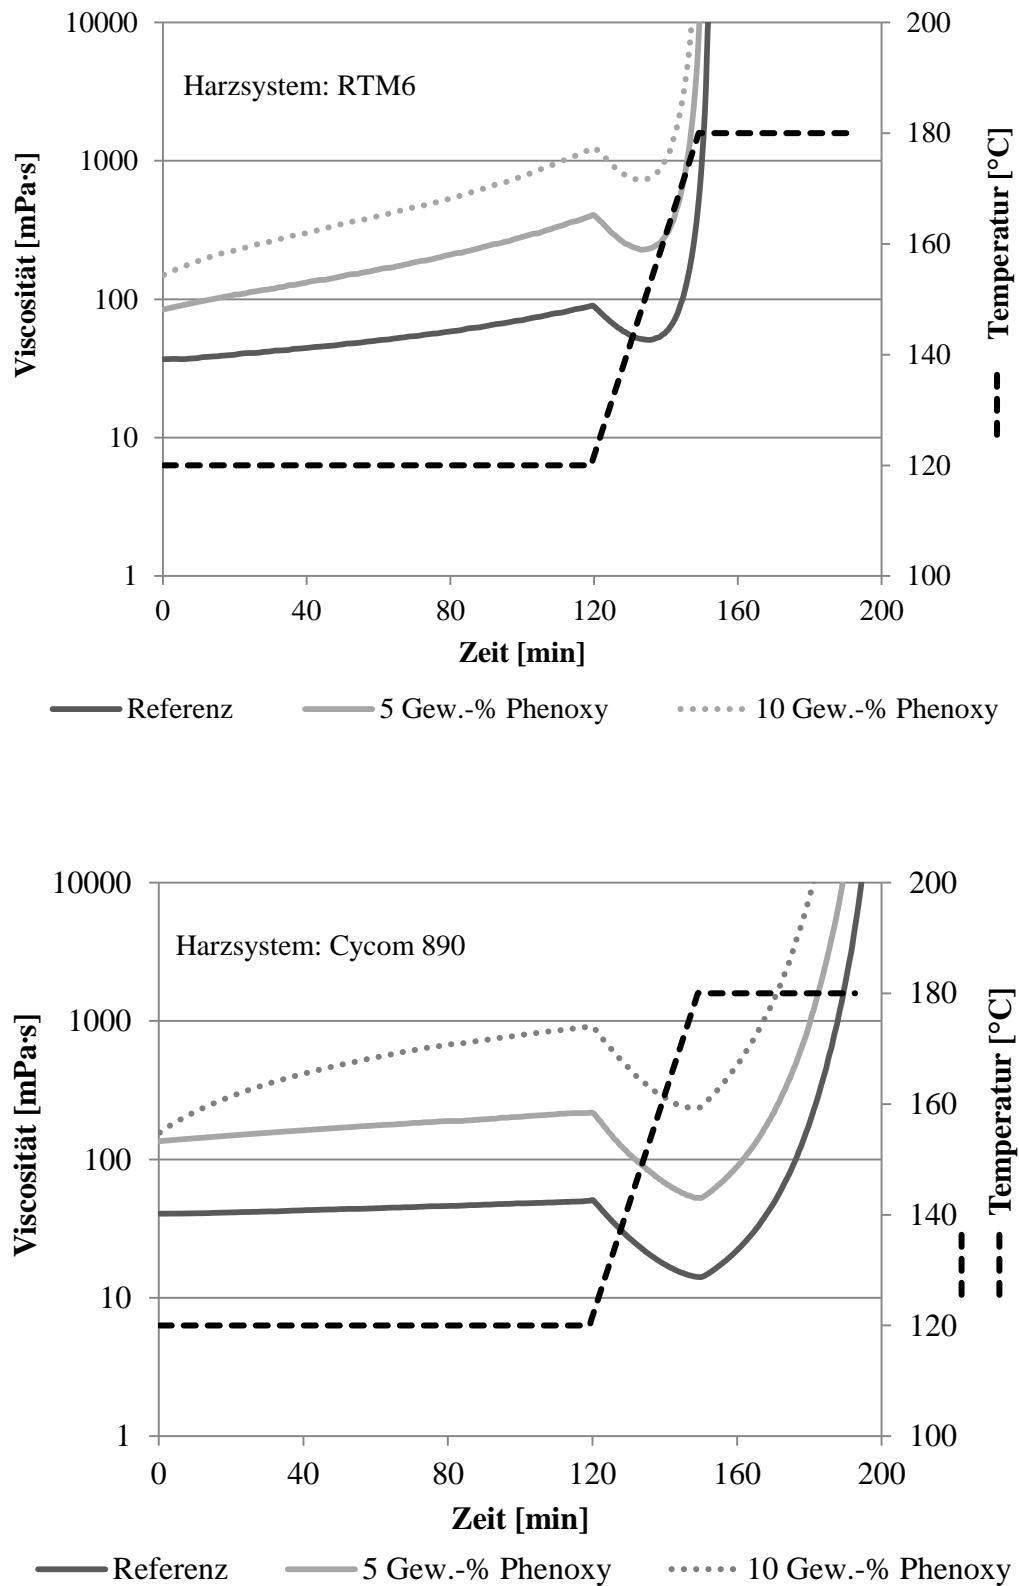 10000
1000
100
10
1
Viscosität [mPa·s]
Harzsystem: RTM6
200
180
160
140
120
100
Temperatur [°C]
0 40 80 120 160 200
Zeit [min]
Referenz 5 Gew.-% Phenoxy 10 Gew.-% Phenoxy
10000
1000
100
10
1
Viscosität [mPa·s]
Harzsystem: Cycom 890
200
180
160
140
120
100
Temperatur [°C]
0 40 80 120 160 200
Zeit [min]
Referenz 5 Gew.-% Phenoxy 10 Gew.-% Phenoxy